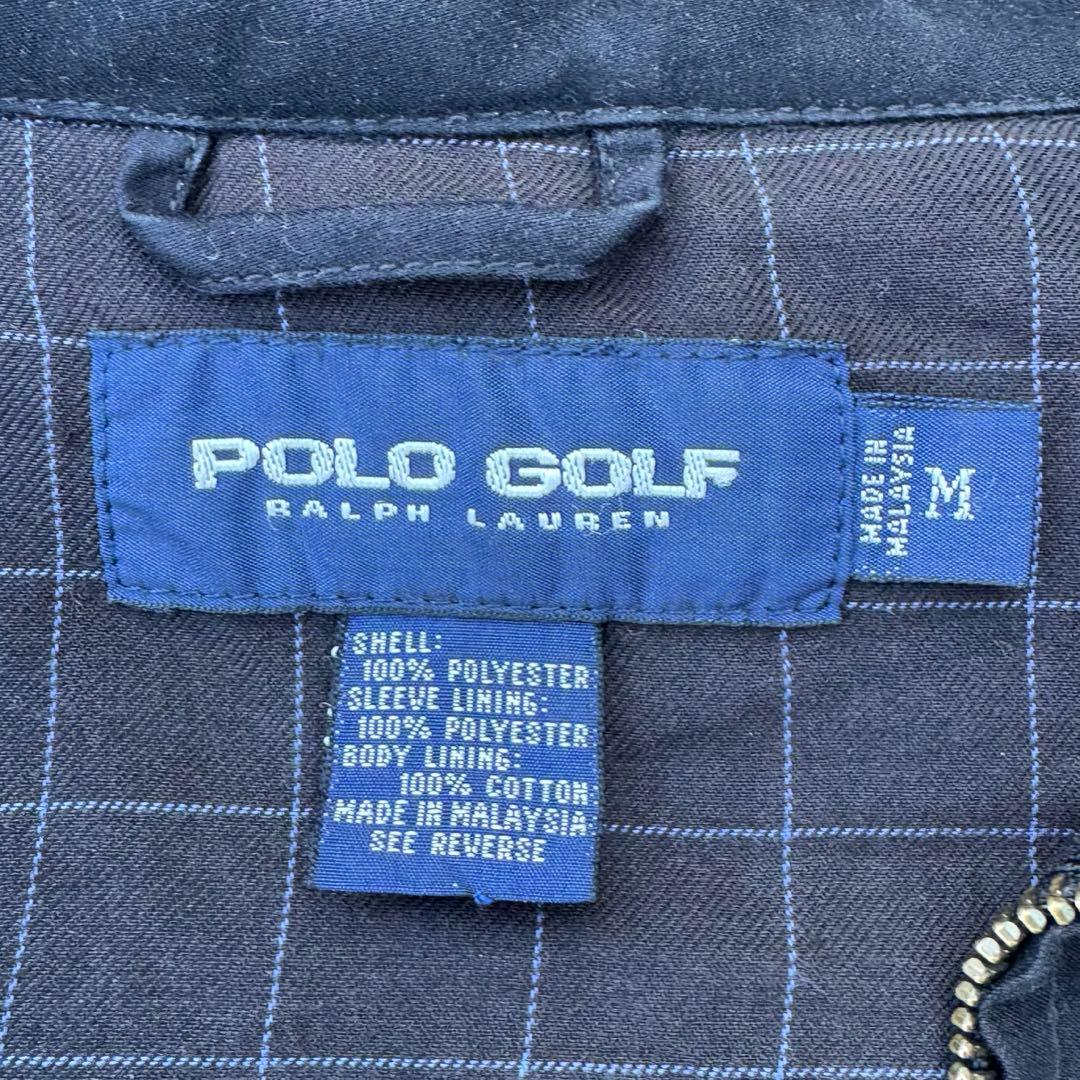 POLO GOLF
RALPH LAUREN
MADE IN
MALAYSIA
M
SHELL:
100% POLYESTER
SLEEVE LINING:
100% POLYESTER
BODY LINING:
100% COTTON
MADE IN MALAYSIA
SEE REVERSE